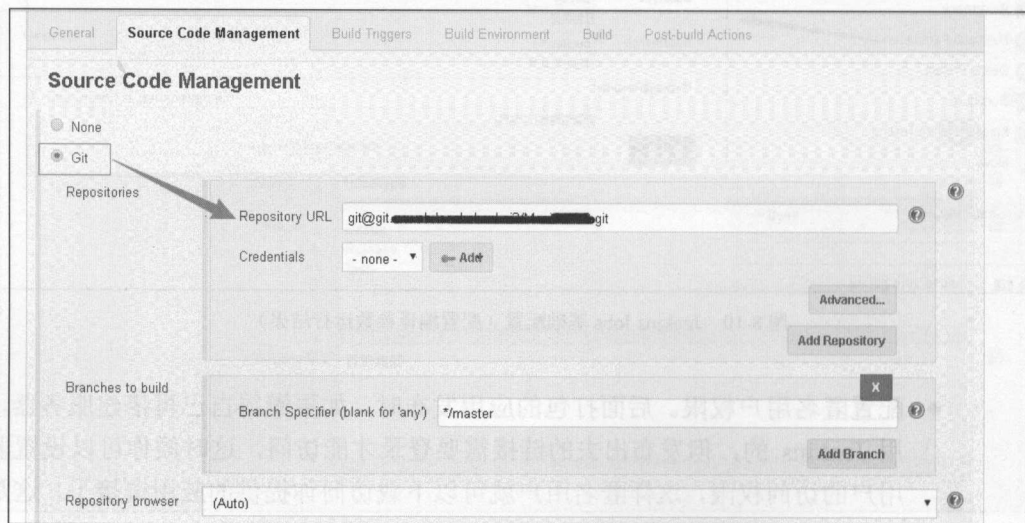 General Source Code Management Build Triggers Build Environment Build Post-build Actions
Source Code Management
None
Git
Repositories
Repository URL git@git. git
Credentials - none - Add
Advanced...
Add Repository
Branches to build
X
Branch Specifier (blank for 'any') */master
Add Branch
Repository browser (Auto)